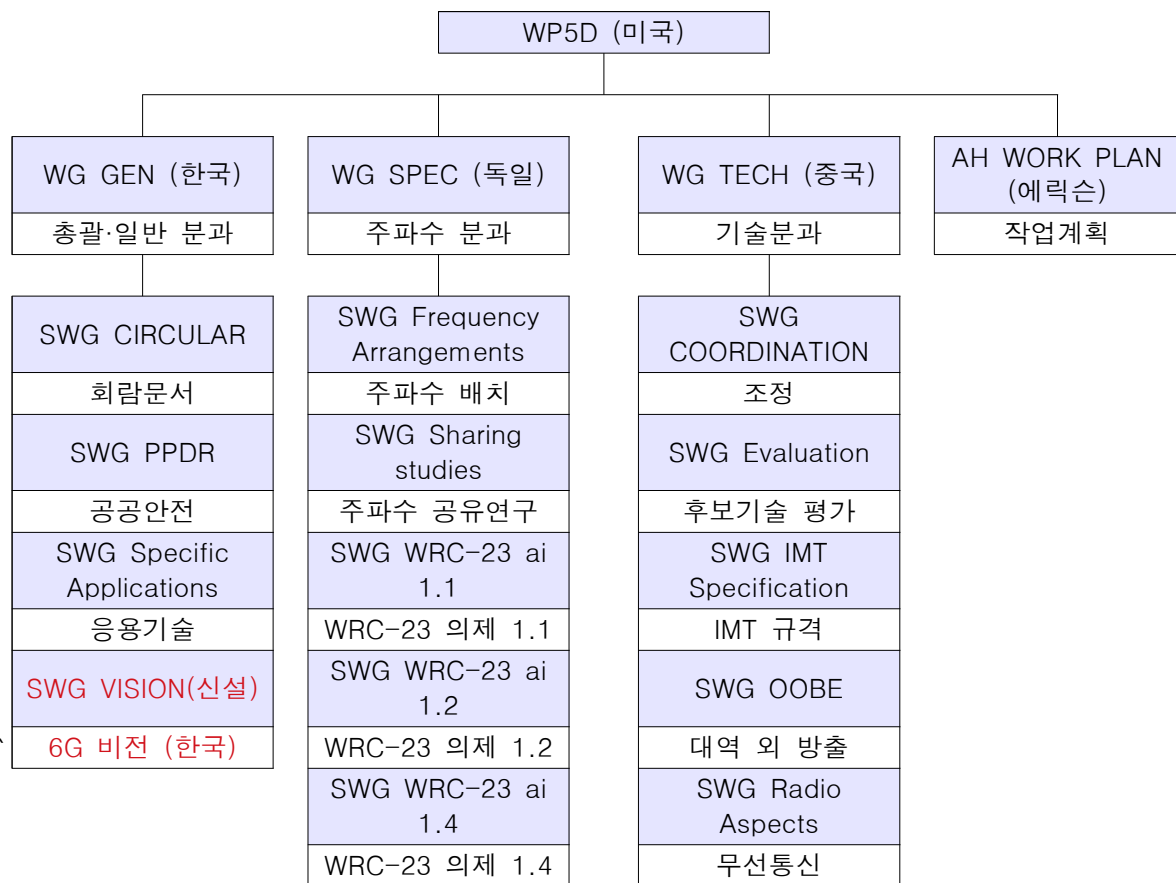 WP5D (미국)
WG GEN (한국)
총괄·일반 분과
WG SPEC (독일)
주파수 분과
WG TECH (중국)
기술분과
AH WORK PLAN
(에릭슨)
작업계획
SWG CIRCULAR
회람문서
SWG PPDR
공공안전
SWG Specific
Applications
응용기술
SWG VISION(신설)
6G 비전 (한국)
SWG Frequency
Arrangements
주파수 배치
SWG Sharing
studies
주파수 공유연구
SWG WRC-23 ai
1.1
WRC-23 의제 1.1
SWG WRC-23 ai
1.2
WRC-23 의제 1.2
SWG WRC-23 ai
1.4
WRC-23 의제 1.4
SWG
COORDINATION
조정
SWG Evaluation
후보기술 평가
SWG IMT
Specification
IMT 규격
SWG OOBE
대역 외 방출
SWG Radio
Aspects
무선통신